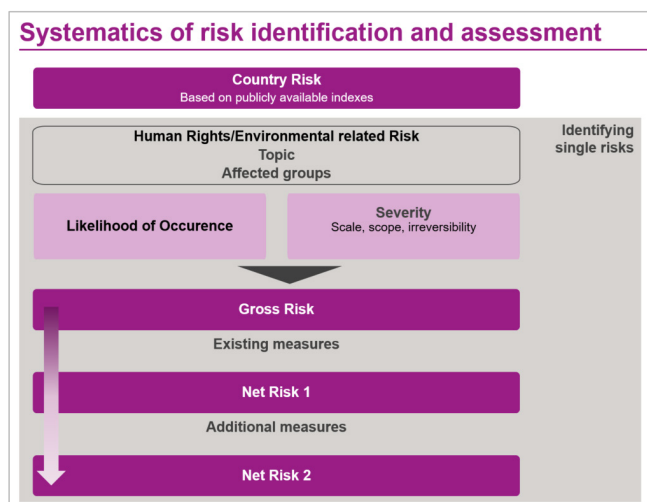 Systematics of risk identification and assessment
Country Risk
Based on publicly available indexes
Human Rights/Environmental related Risk
Topic
Affected groups
Identifying
single risks
Likelihood of Occurence
Severity
Scale, scope, irreversibility
Gross Risk
Existing measures
Net Risk 1
Additional measures
Net Risk 2